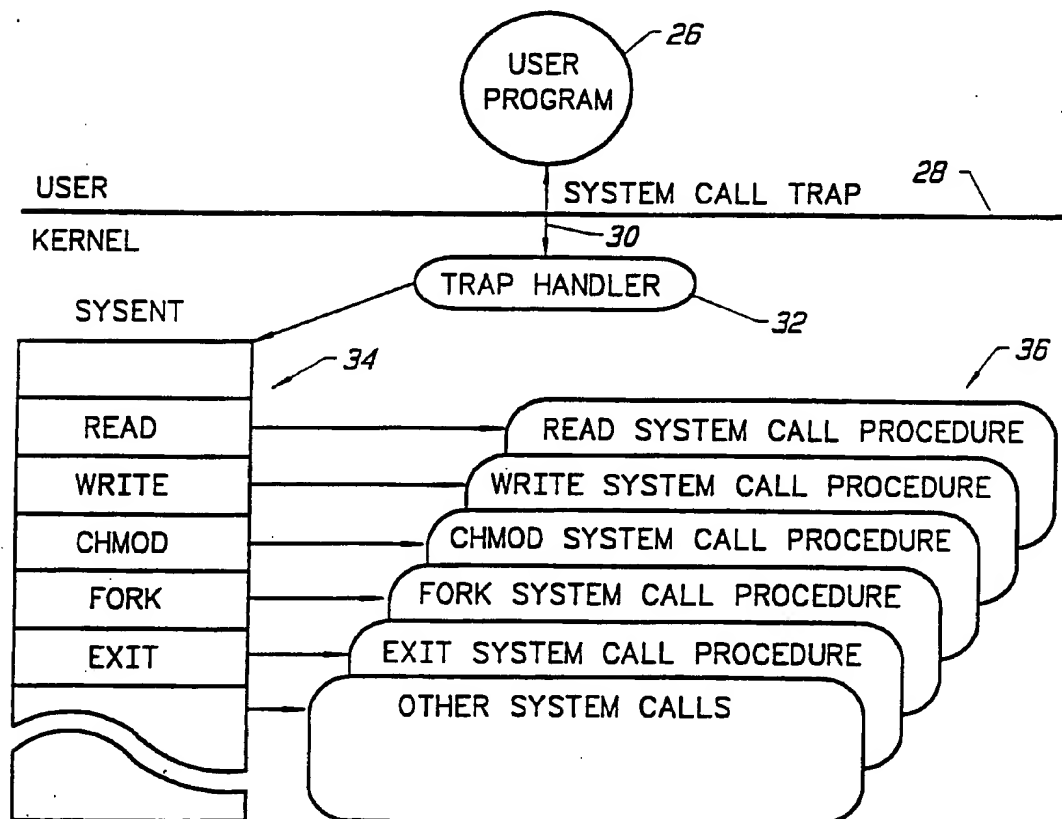 26
USER
PROGRAM
USER
SYSTEM CALL TRAP
28
KERNEL
30
TRAP HANDLER
32
SYSENT
34
36
READ
READ SYSTEM CALL PROCEDURE
WRITE
WRITE SYSTEM CALL PROCEDURE
CHMOD
CHMOD SYSTEM CALL PROCEDURE
FORK
FORK SYSTEM CALL PROCEDURE
EXIT
EXIT SYSTEM CALL PROCEDURE
OTHER SYSTEM CALLS